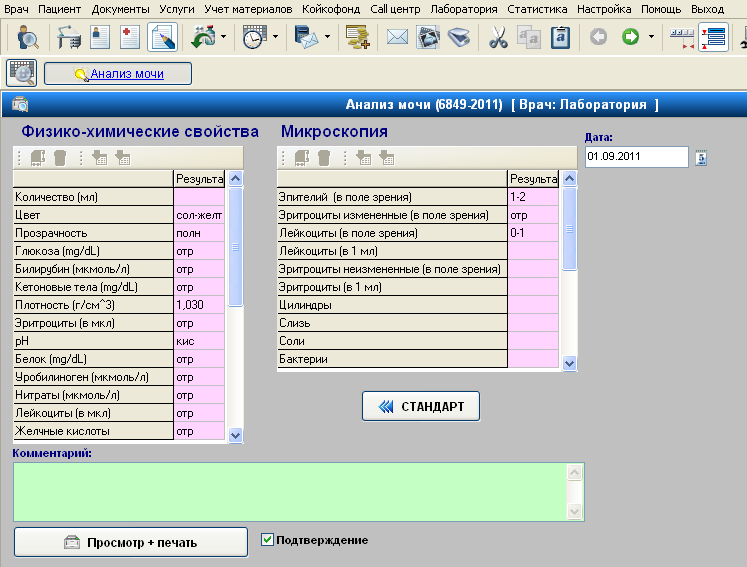 Врач Пациент Документы Услуги Учет материалов Койкофонд Call центр Лаборатория Статистика Настройка Помощь Выход
Анализ мочи
Анализ мочи (6849-2011) [ Врач: Лаборатория ]
Физико-химические свойства
Результа
Количество (мл)
Цвет сол-желт
Прозрачность полн
Глюкоза (mg/dL) отр
Билирубин (мкмоль/л) отр
Кетоновые тела (mg/dL) отр
Плотность (г/см^3) 1,030
Эритроциты (в мкл) отр
pH кис
Белок (mg/dL) отр
Уробилиноген (мкмоль/л) отр
Нитраты (мкмоль/л) отр
Лейкоциты (в мкл) отр
Желчные кислоты отр
Микроскопия
Результа
Эпителий (в поле зрения) 1-2
Эритроциты измененные (в поле зрения) отр
Лейкоциты (в поле зрения) 0-1
Лейкоциты (в 1 мл)
Эритроциты неизмененные (в поле зрения)
Эритроциты (в 1 мл)
Цилиндры
Слизь
Соли
Бактерии
СТАНДАРТ
Дата:
01.09.2011
Комментарий:
Просмотр + печать
Подтверждение